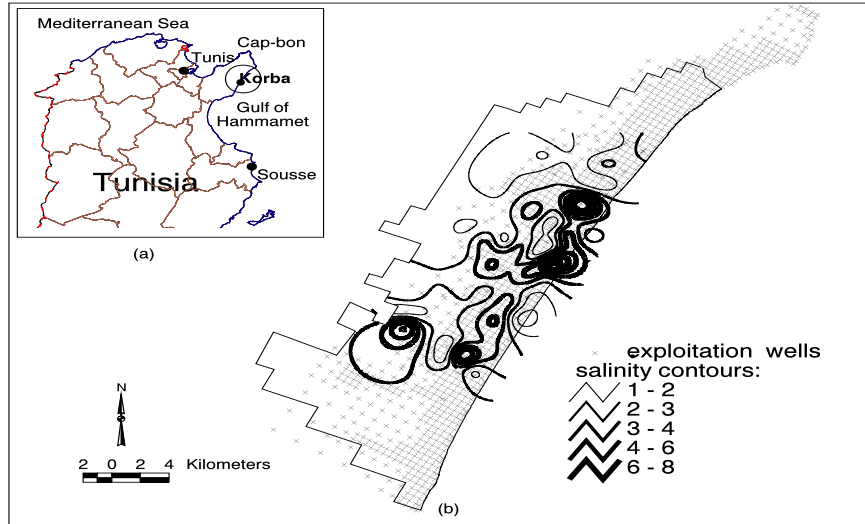 Mediterranean Sea
Cap-bon
Tunis
Korba
Gulf of
Hammamet
Sousse
Tunisia
(a)
exploitation wells
salinity contours:
1 - 2
2 - 3
3 - 4
4 - 6
6 - 8
N
2 0 2 4 Kilometers
(b)